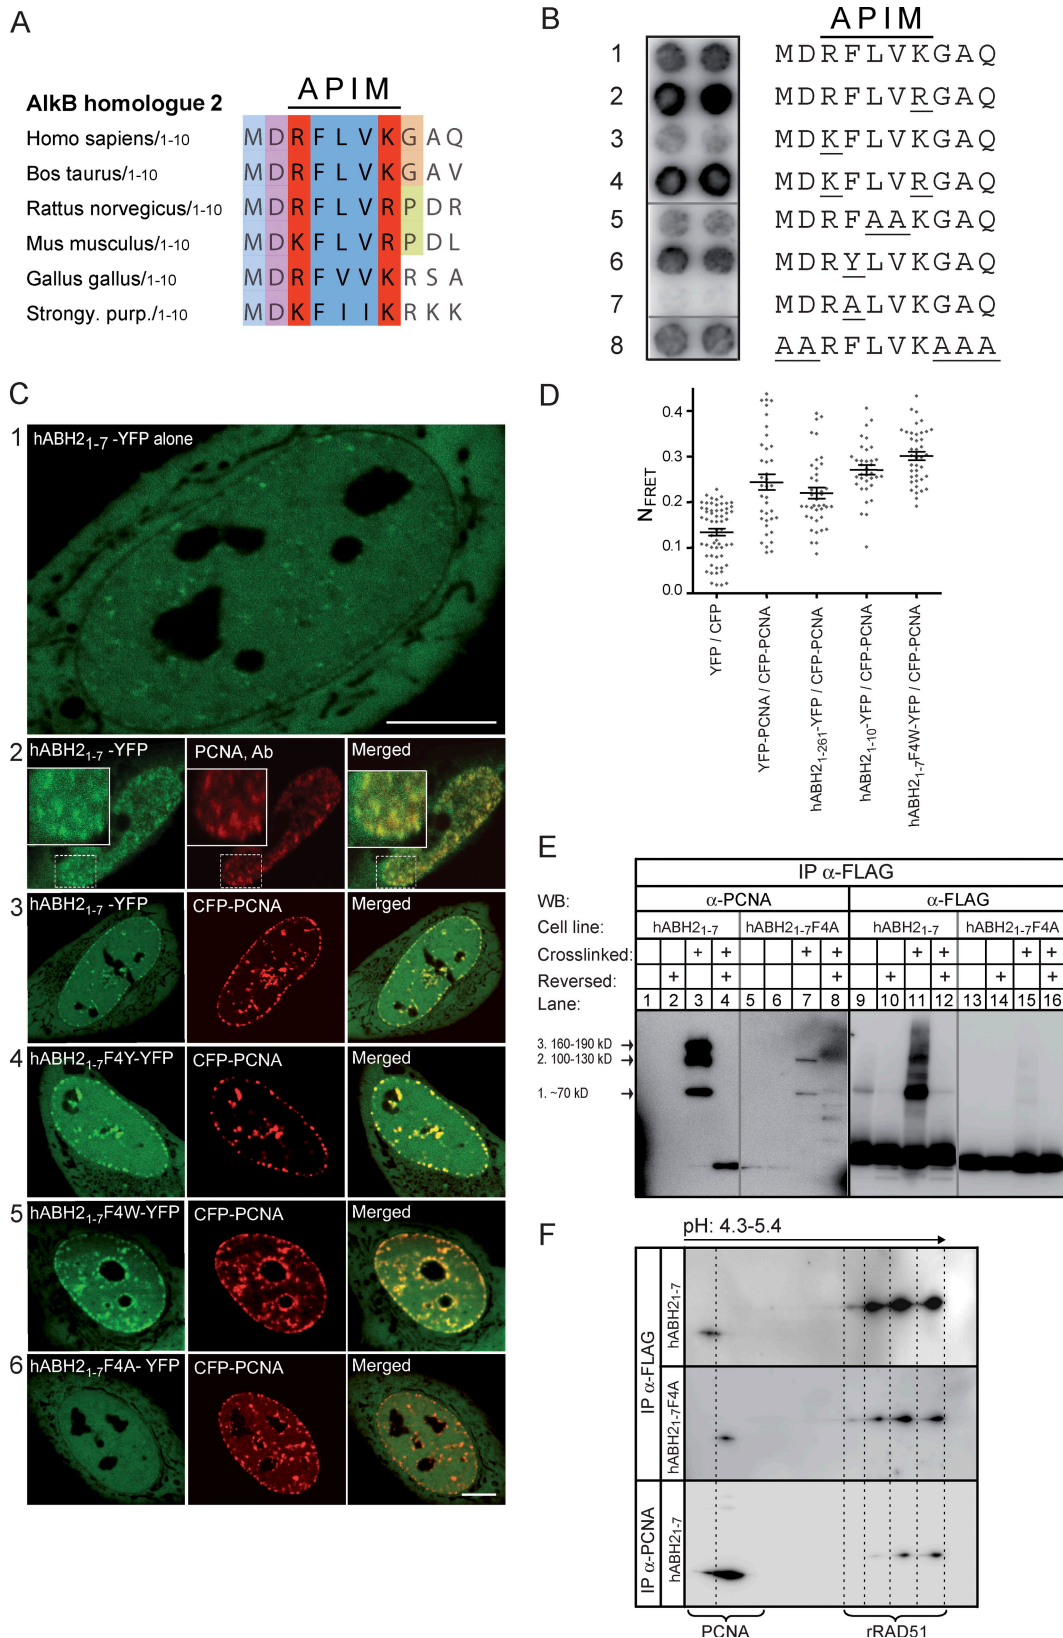 A
APIM
AlkB homologue 2
Homo sapiens/1-10 MDRFLVKGAQ
Bos taurus/1-10 MDRFLVKGAV
Rattus norvegicus/1-10 MDRFLVRPDR
Mus musculus/1-10 MDKFLVRPDL
Gallus gallus/1-10 MDRFVVKRSA
Strongy. purp./1-10 MDKFIIKRKK
B
APIM
1 MDRFLVKGAQ
2 MDRFLVRGAQ
3 MDKFLVKGAQ
4 MDKFLVRGAQ
5 MDRFAAKGAQ
6 MDRYLVKGAQ
7 MDRALVKGAQ
8 AARFLVKAAA
C
1 hABH21-7 -YFP alone
2 hABH21-7 -YFP PCNA, Ab Merged
3 hABH21-7 -YFP CFP-PCNA Merged
4 hABH21-7F4Y-YFP CFP-PCNA Merged
5 hABH21-7F4W-YFP CFP-PCNA Merged
6 hABH21-7F4A- YFP CFP-PCNA Merged
D
NFRET
0.4
0.3
0.2
0.1
0.0
YFP / CFP
YFP-PCNA / CFP-PCNA
hABH21-261-YFP / CFP-PCNA
hABH21-10-YFP / CFP-PCNA
hABH21-7F4W-YFP / CFP-PCNA
E
IP α-FLAG
WB: α-PCNA α-FLAG
Cell line: hABH21-7 hABH21-7F4A hABH21-7 hABH21-7F4A
Crosslinked: + + + + + + + +
Reversed: + + + + + + +
Lane: 1 2 3 4 5 6 7 8 9 10 11 12 13 14 15 16
3. 160-190 kD
2. 100-130 kD
1. ~70 kD
F
pH: 4.3-5.4
IP α-FLAG
hABH21-7
hABH21-7F4A
IP α-PCNA
hABH21-7
PCNA rRAD51